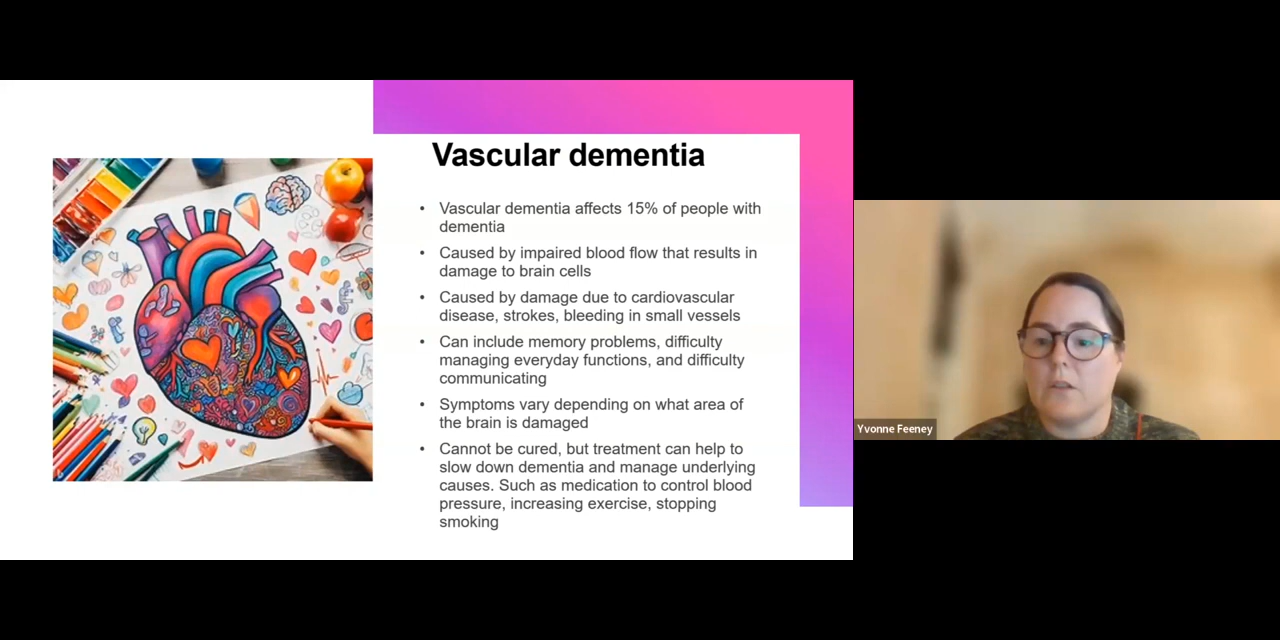 Vascular dementia
• Vascular dementia affects 15% of people with
dementia
• Caused by impaired blood flow that results in
damage to brain cells
• Caused by damage due to cardiovascular
disease, strokes, bleeding in small vessels
• Can include memory problems, difficulty
managing everyday functions, and difficulty
communicating
• Symptoms vary depending on what area of
the brain is damaged
• Cannot be cured, but treatment can help to
slow down dementia and manage underlying
causes. Such as medication to control blood
pressure, increasing exercise, stopping
smoking
Yvonne Feeney